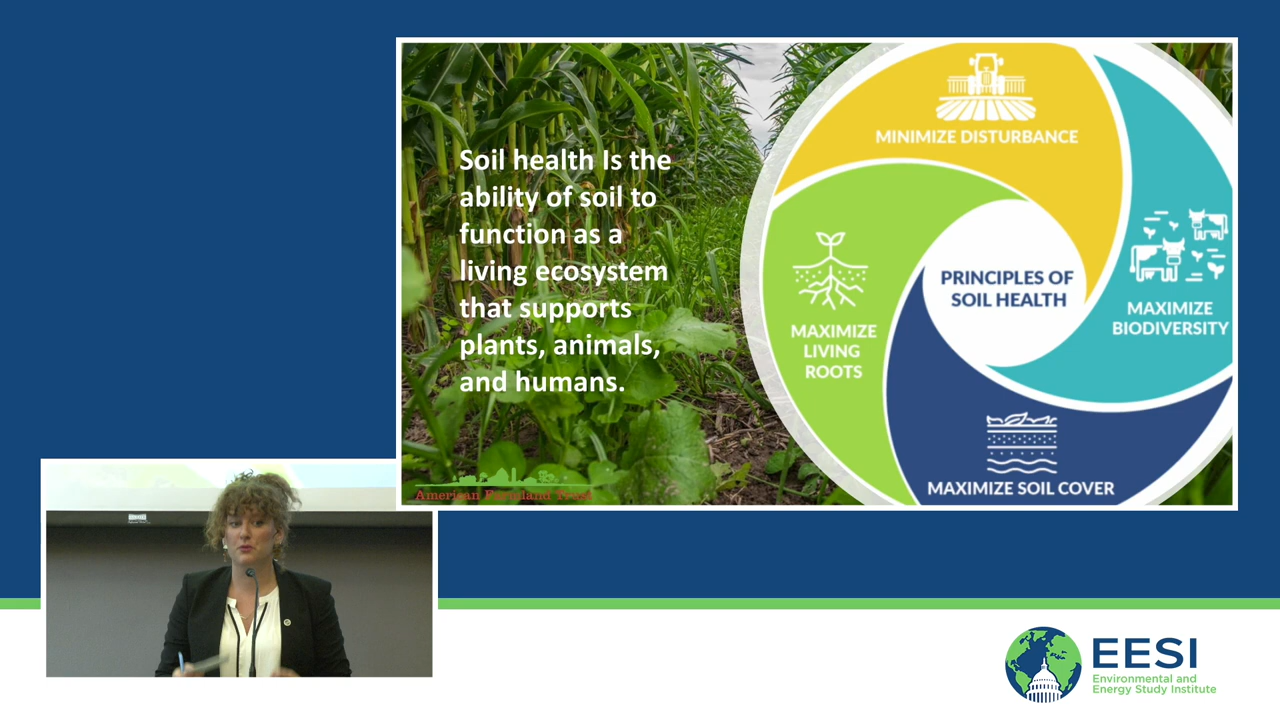 Soil health Is the
ability of soil to
function as a
living ecosystem
that supports
plants, animals,
and humans.
American Farmland Trust
MINIMIZE DISTURBANCE
MAXIMIZE
BIODIVERSITY
MAXIMIZE SOIL COVER
MAXIMIZE
LIVING
ROOTS
PRINCIPLES OF
SOIL HEALTH
EESI
Environmental and
Energy Study Institute